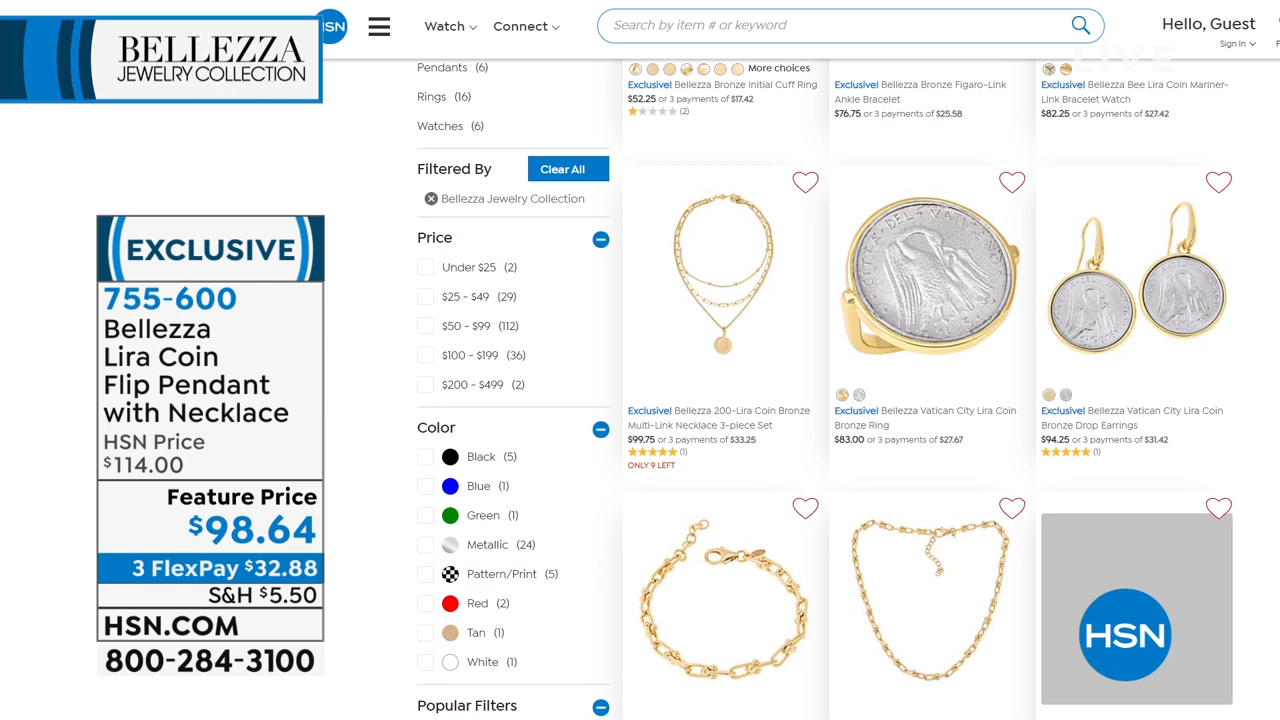 BELLEZZA
JEWELRY COLLECTION
HSN
Watch
Connect
Search by item # or keyword
Hello, Guest
Sign In
LIVE
EXCLUSIVE
755-600
Bellezza
Lira Coin
Flip Pendant
with Necklace
HSN Price
$114.00
Feature Price
$98.64
3 FlexPay $32.88
S&H $5.50
HSN.COM
800-284-3100
Pendants (6)
Rings (16)
Watches (6)
Filtered By
Clear All
Bellezza Jewelry Collection
Price
Under $25 (2)
$25 - $49 (29)
$50 - $99 (112)
$100 - $199 (36)
$200 - $499 (2)
Color
Black (5)
Blue (1)
Green (1)
Metallic (24)
Pattern/Print (5)
Red (2)
Tan (1)
White (1)
Popular Filters
More choices
Exclusive! Bellezza Bronze Initial Cuff Ring
$52.25 or 3 payments of $17.42
(2)
Exclusive! Bellezza Bronze Figaro-Link
Ankle Bracelet
$76.75 or 3 payments of $25.58
Exclusive! Bellezza Bee Lira Coin Mariner-
Link Bracelet Watch
$82.25 or 3 payments of $27.42
CITTA' DEL VATICANO
Exclusive! Bellezza 200-Lira Coin Bronze
Multi-Link Necklace 3-piece Set
$99.75 or 3 payments of $33.25
(1)
ONLY 9 LEFT
Exclusive! Bellezza Vatican City Lira Coin
Bronze Ring
$83.00 or 3 payments of $27.67
Exclusive! Bellezza Vatican City Lira Coin
Bronze Drop Earrings
$94.25 or 3 payments of $31.42
(1)
HSN